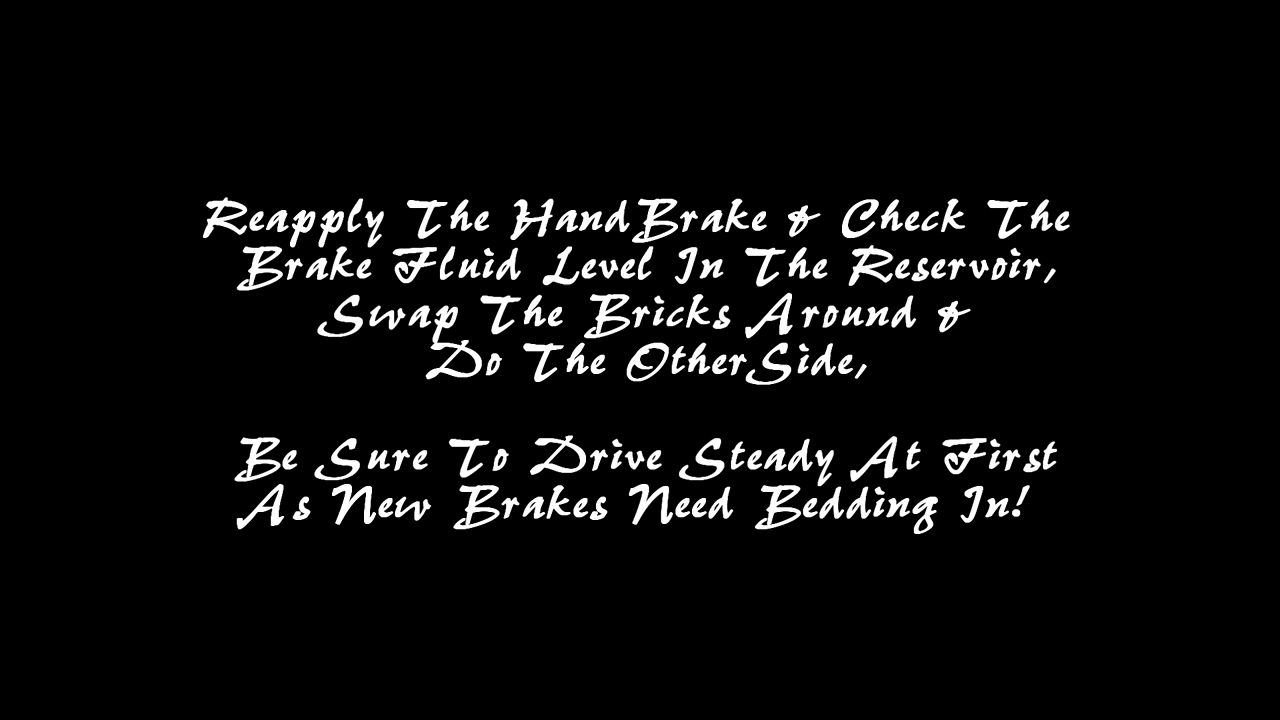 Reapply The HandBrake & Check The
Brake Fluid Level In The Reservoir,
Swap The Bricks Around &
Do The OtherSide,
Be Sure To Drive Steady At First
As New Brakes Need Bedding In!